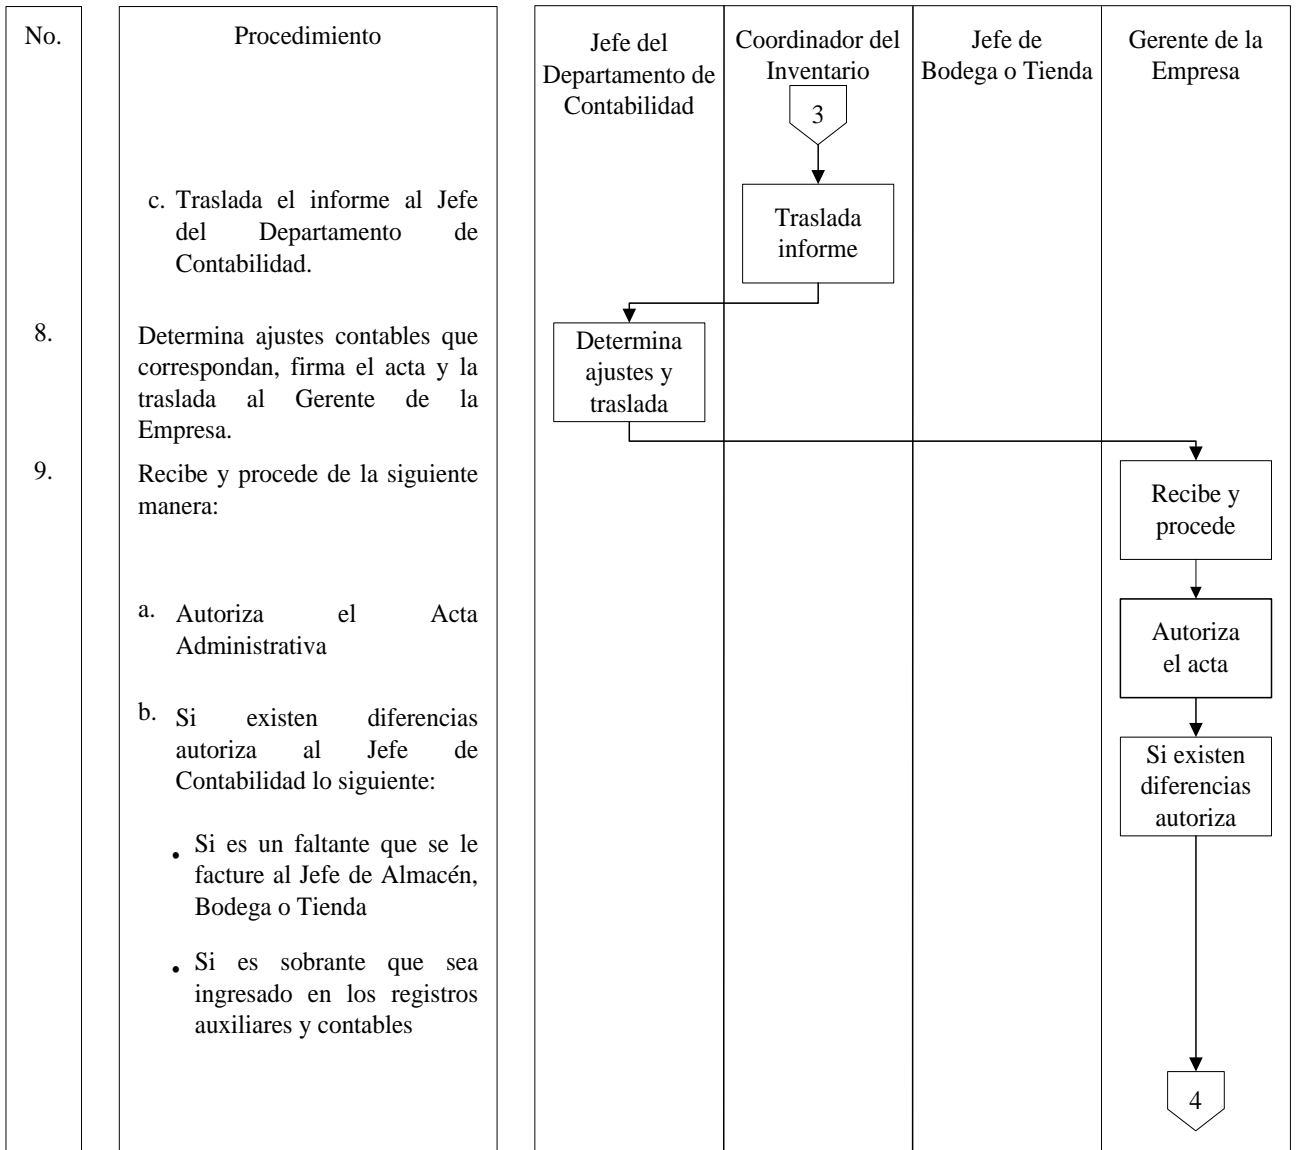 No.
Procedimiento
Jefe del
Departamento de
Contabilidad
Coordinador del
Inventario
Jefe de
Bodega o Tienda
Gerente de la
Empresa
3
c. Traslada el informe al Jefe
del Departamento de
Contabilidad.
Traslada
informe
8.
Determina ajustes contables que
correspondan, firma el acta y la
traslada al Gerente de la
Empresa.
Determina
ajustes y
traslada
9.
Recibe y procede de la siguiente
manera:
Recibe y
procede
a. Autoriza el Acta
Administrativa
Autoriza
el acta
b. Si existen diferencias
autoriza al Jefe de
Contabilidad lo siguiente:
Si existen
diferencias
autoriza
• Si es un faltante que se le
facture al Jefe de Almacén,
Bodega o Tienda
• Si es sobrante que sea
ingresado en los registros
auxiliares y contables
4